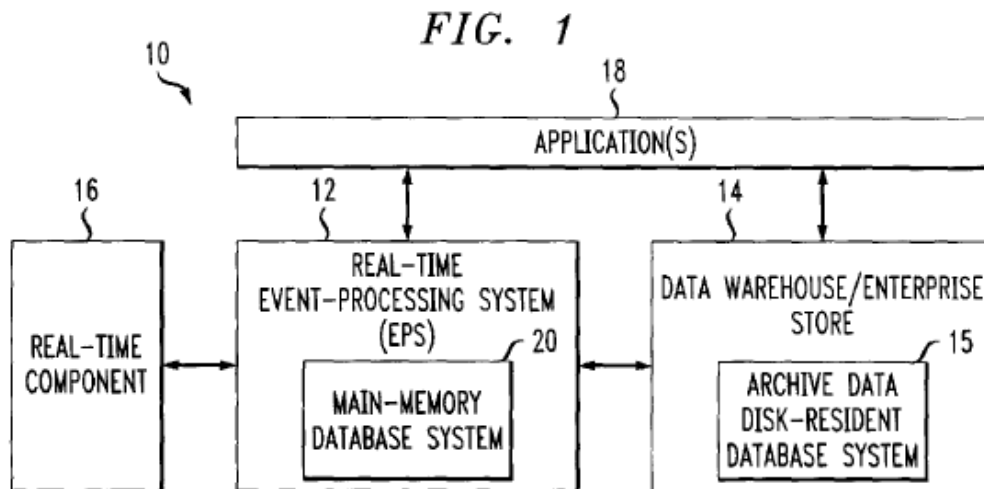 FIG. 1
10
18
APPLICATION(S)
16
12
14
REAL-TIME
COMPONENT
REAL-TIME
EVENT-PROCESSING SYSTEM
(EPS)
20
MAIN-MEMORY
DATABASE SYSTEM
DATA WAREHOUSE/ENTERPRISE
STORE
15
ARCHIVE DATA
DISK-RESIDENT
DATABASE SYSTEM